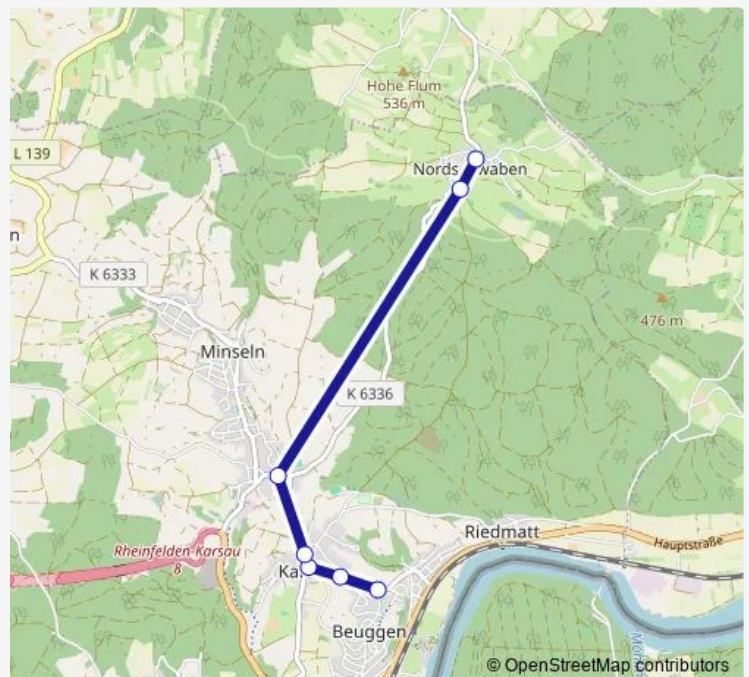 Hohe Flum
536 m
L 139
Nords waben
n
K 6333
476 m
Minseln
K 6336
Riedmatt
Hauptstraße
Rheinfelden Karsau
8
Ka
Beuggen
© OpenStreetMap contributors